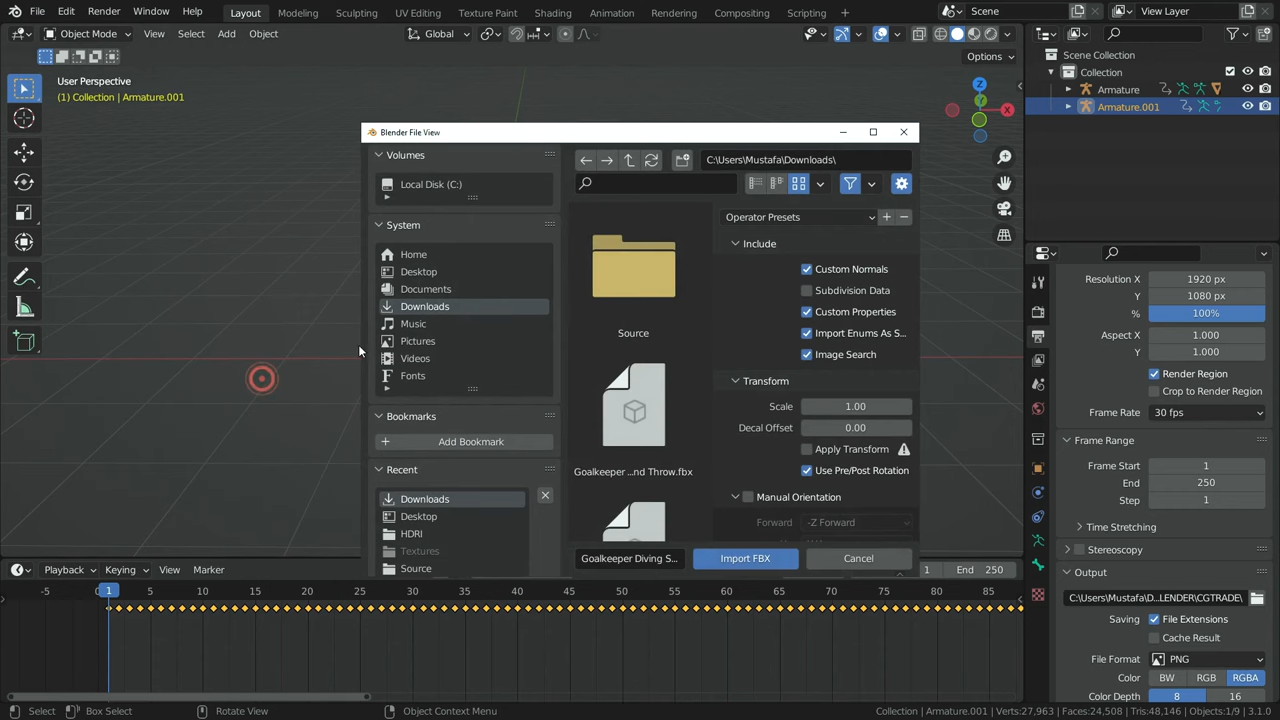 File Edit Render Window Help Layout Modeling Sculpting UV Editing Texture Paint Shading Animation Rendering Compositing Scripting + Scene View Layer
Object Mode View Select Add Object Global
Options
User Perspective
(1) Collection | Armature.001
Scene Collection
Collection
Armature
Armature.001
Z
Y
X
Blender File View
Volumes
Local Disk (C:)
System
Home
Desktop
Documents
Downloads
Music
Pictures
Videos
Fonts
Bookmarks
Add Bookmark
Recent
Downloads
Desktop
HDRI
Textures
Source
C:\Users\Mustafa\Downloads\
Source
Goalkeeper ...nd Throw.fbx
Operator Presets
Include
Custom Normals
Subdivision Data
Custom Properties
Import Enums As S...
Image Search
Transform
Scale 1.00
Decal Offset 0.00
Apply Transform
Use Pre/Post Rotation
Manual Orientation
Forward -Z Forward
Goalkeeper Diving S... Import FBX Cancel
Resolution X 1920 px
Y 1080 px
% 100%
Aspect X 1.000
Y 1.000
Render Region
Crop to Render Region
Frame Rate 30 fps
Frame Range
Frame Start 1
End 250
Step 1
Time Stretching
Stereoscopy
Output
C:\Users\Mustafa\D...LENDER\CGTRADE\
Saving File Extensions
Cache Result
File Format PNG
Color BW RGB RGBA
Color Depth 8 16
Playback Keying View Marker 1 End 250
-5 1 5 10 15 20 25 30 35 40 45 50 55 60 65 70 75 80 85
Select Box Select Rotate View Object Context Menu Collection | Armature.001 | Verts:27,963 | Faces:24,508 | Tris:48,146 | Objects:1/9 | 3.1.0